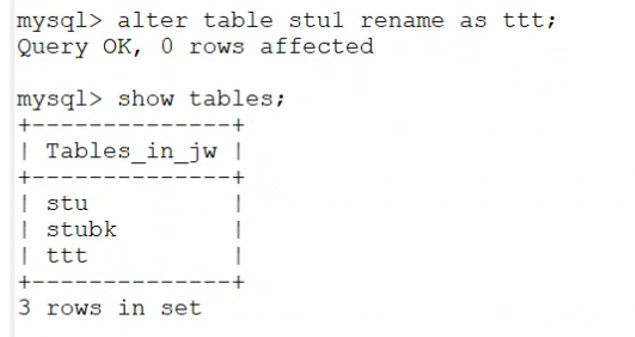 mysql> alter table stu1 rename as ttt;
Query OK, 0 rows affected
mysql> show tables;
+---------------+
| Tables_in_jw |
+---------------+
| stu |
| stubk |
| ttt |
+---------------+
3 rows in set